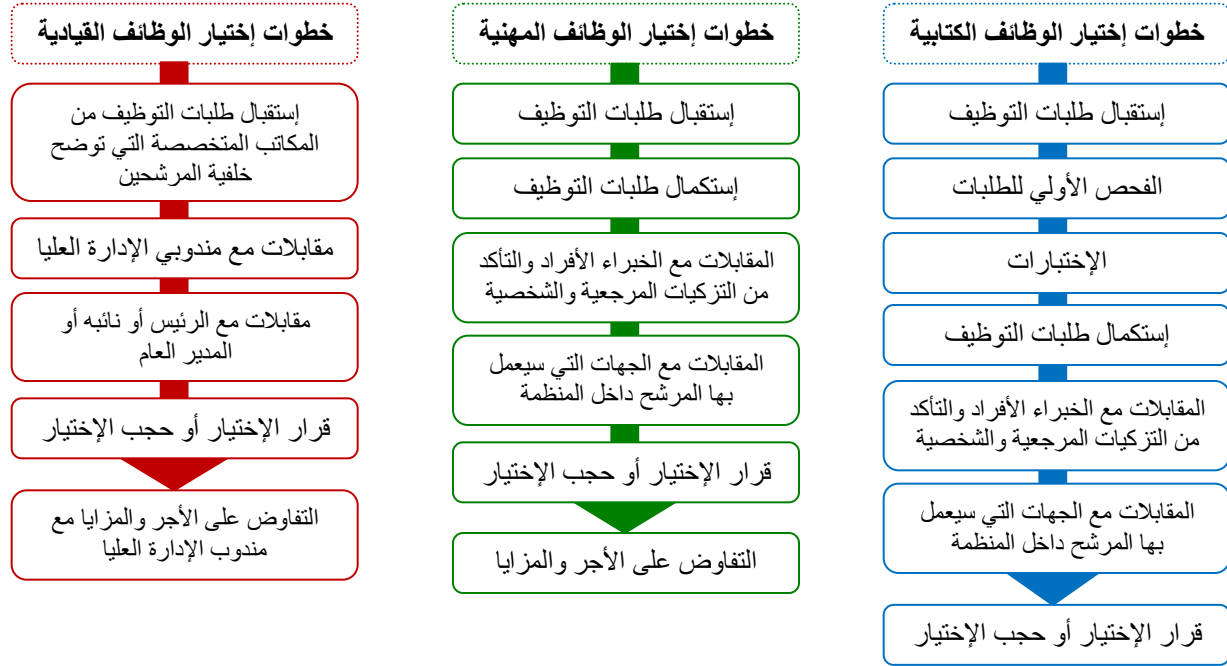 خطوات إختيار الوظائف الكتابية
إستقبال طلبات التوظيف
الفحص الأولي للطلبات
الإختبارات
إستكمال طلبات التوظيف
المقابلات مع الخبراء الأفراد والتأكد
من التزكيات المرجعية والشخصية
المقابلات مع الجهات التي سيعمل
بها المرشح داخل المنظمة
قرار الإختيار أو حجب الإختيار
خطوات إختيار الوظائف المهنية
إستقبال طلبات التوظيف
إستكمال طلبات التوظيف
المقابلات مع الخبراء الأفراد والتأكد
من التزكيات المرجعية والشخصية
المقابلات مع الجهات التي سيعمل
بها المرشح داخل المنظمة
قرار الإختيار أو حجب الإختيار
التفاوض على الأجر والمزايا
خطوات إختيار الوظائف القيادية
إستقبال طلبات التوظيف من
المكاتب المتخصصة التي توضح
خلفية المرشحين
مقابلات مع مندوبي الإدارة العليا
مقابلات مع الرئيس أو نائبه أو
المدير العام
قرار الإختيار أو حجب الإختيار
التفاوض على الأجر والمزايا مع
مندوب الإدارة العليا